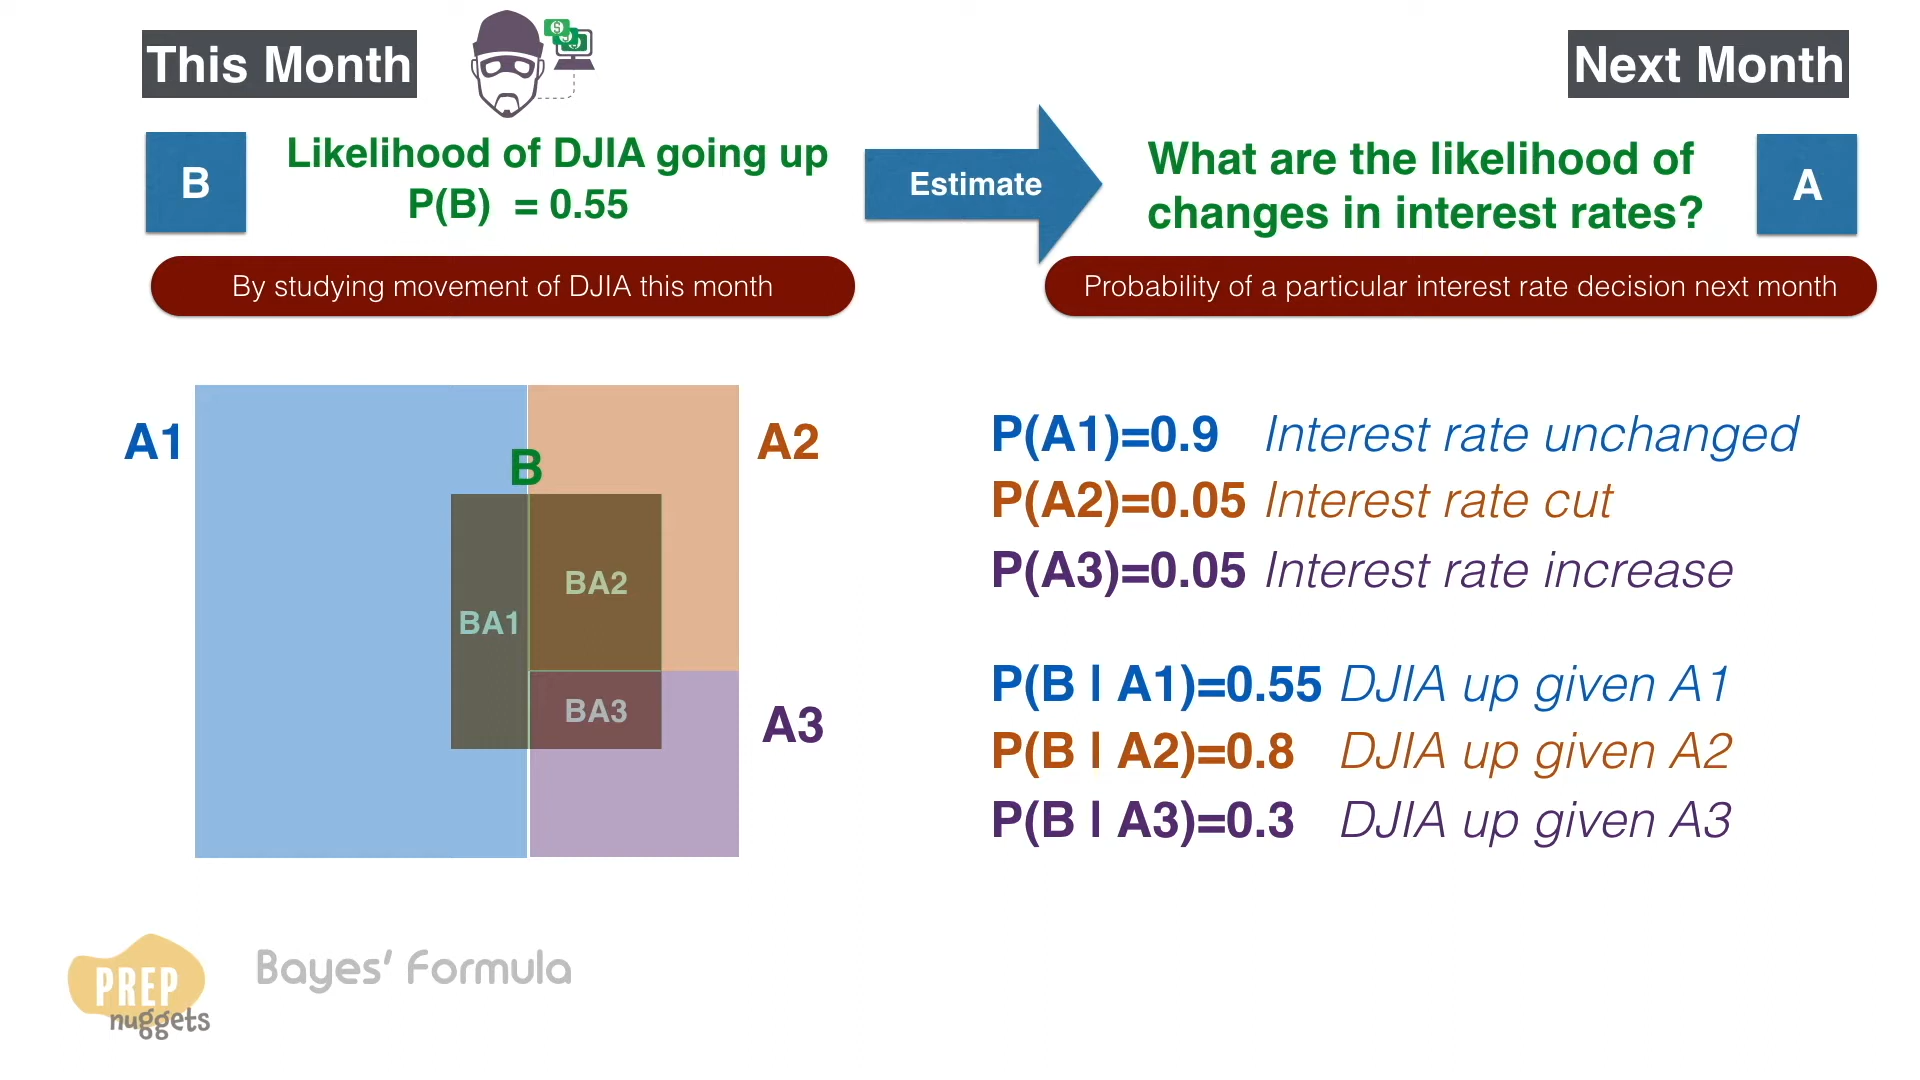 This Month
Next Month
B
Likelihood of DJIA going up
P(B) = 0.55
Estimate
What are the likelihood of
changes in interest rates?
A
By studying movement of DJIA this month
Probability of a particular interest rate decision next month
A1
A2
B
BA1
BA2
BA3
A3
P(A1)=0.9 Interest rate unchanged
P(A2)=0.05 Interest rate cut
P(A3)=0.05 Interest rate increase
P(B | A1)=0.55 DJIA up given A1
P(B | A2)=0.8 DJIA up given A2
P(B | A3)=0.3 DJIA up given A3
PREP
nuggets
Bayes' Formula